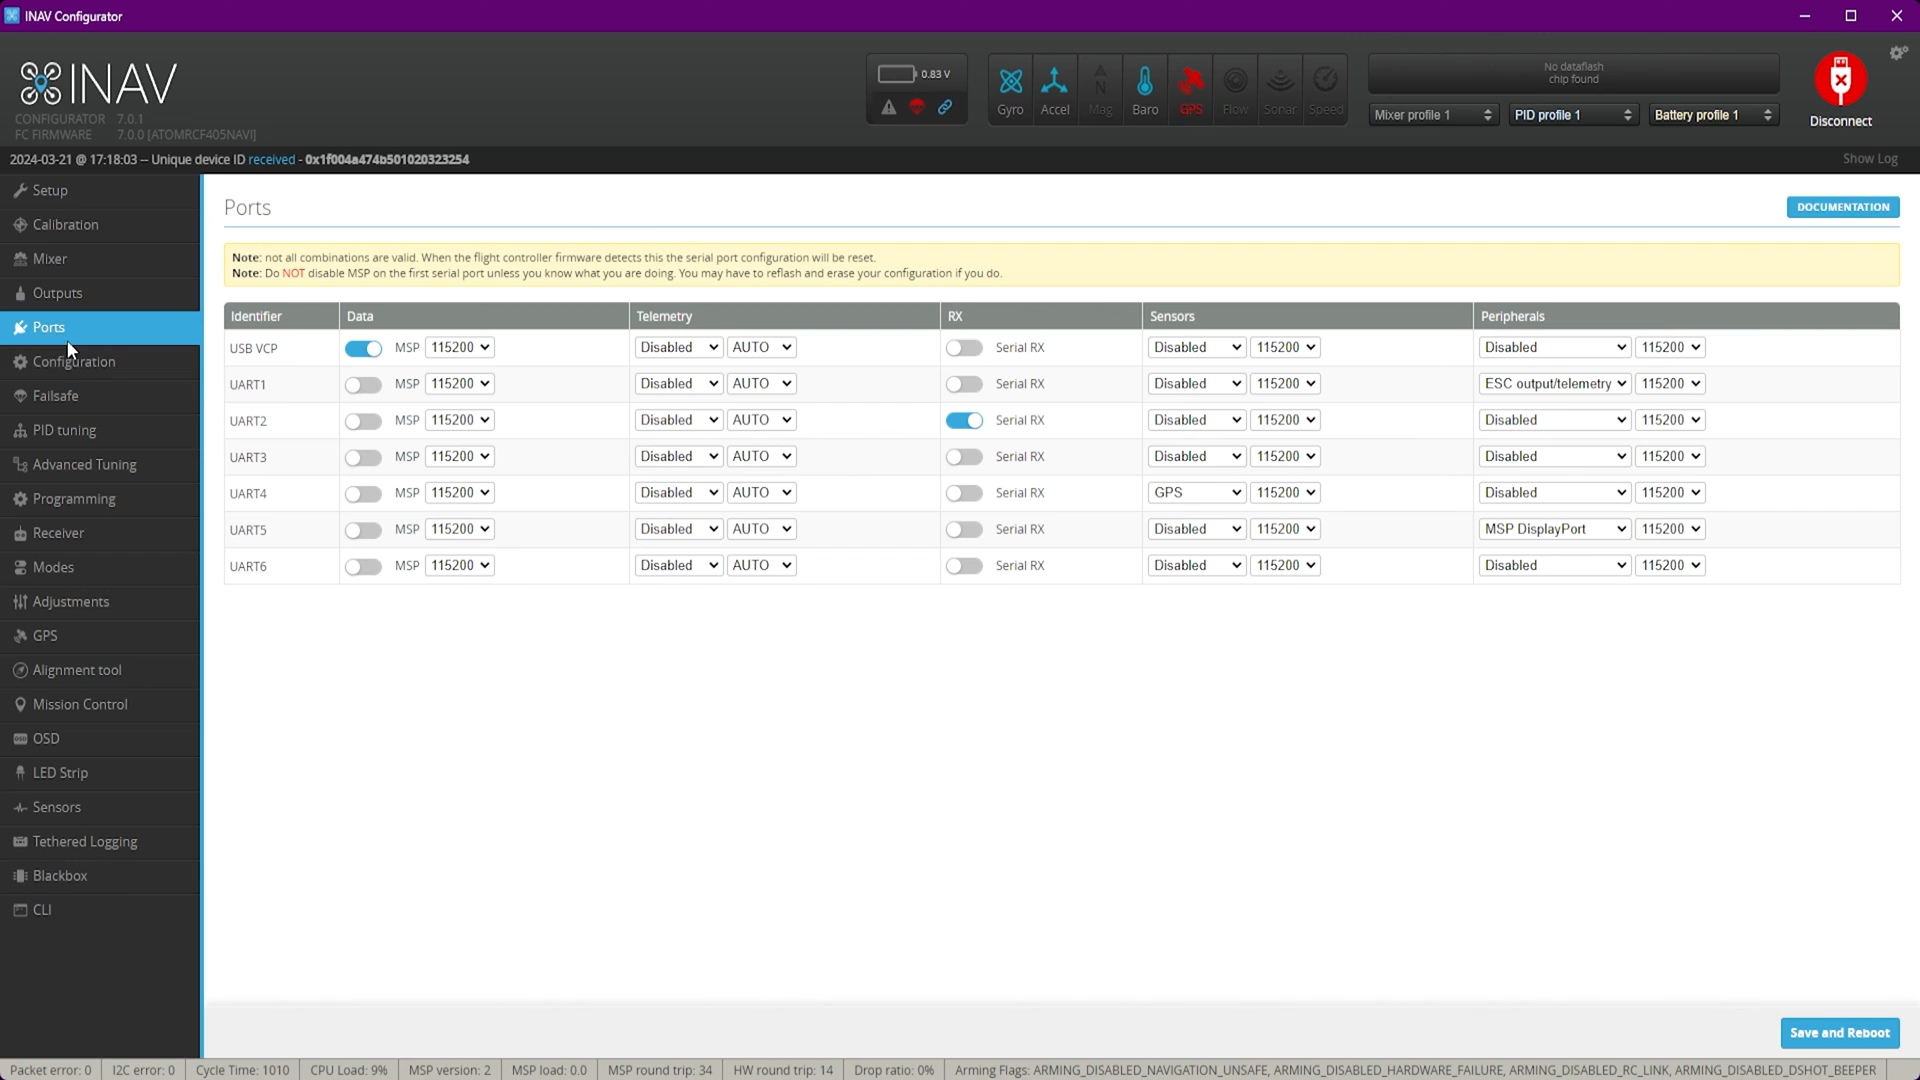 INAV Configurator
INAV
CONFIGURATOR 7.0.1
FC FIRMWARE 7.0.0 [ATOMRCF405NAVI]
0.83 V
Gyro Accel Mag Baro GPS Flow Sonar Speed
No dataflash
chip found
Mixer profile 1 PID profile 1 Battery profile 1
Disconnect
2024-03-21 @ 17:18:03 -- Unique device ID received - 0x1f004a474b501020323254
Show Log
Setup
Calibration
Mixer
Outputs
Ports
Configuration
Failsafe
PID tuning
Advanced Tuning
Programming
Receiver
Modes
Adjustments
GPS
Alignment tool
Mission Control
OSD
LED Strip
Sensors
Tethered Logging
Blackbox
CLI
Ports
DOCUMENTATION
Note: not all combinations are valid. When the flight controller firmware detects this the serial port configuration will be reset.
Note: Do NOT disable MSP on the first serial port unless you know what you are doing. You may have to reflash and erase your configuration if you do.
Identifier Data Telemetry RX Sensors Peripherals
USB VCP MSP 115200 Disabled AUTO Serial RX Disabled 115200 Disabled 115200
UART1 MSP 115200 Disabled AUTO Serial RX Disabled 115200 ESC output/telemetry 115200
UART2 MSP 115200 Disabled AUTO Serial RX Disabled 115200 Disabled 115200
UART3 MSP 115200 Disabled AUTO Serial RX Disabled 115200 Disabled 115200
UART4 MSP 115200 Disabled AUTO Serial RX GPS 115200 Disabled 115200
UART5 MSP 115200 Disabled AUTO Serial RX Disabled 115200 MSP DisplayPort 115200
UART6 MSP 115200 Disabled AUTO Serial RX Disabled 115200 Disabled 115200
Save and Reboot
Packet error: 0 I2C error: 0 Cycle Time: 1010 CPU Load: 9% MSP version: 2 MSP load: 0.0 MSP round trip: 34 HW round trip: 14 Drop ratio: 0% Arming Flags: ARMING_DISABLED_NAVIGATION_UNSAFE, ARMING_DISABLED_HARDWARE_FAILURE, ARMING_DISABLED_RC_LINK, ARMING_DISABLED_DSHOT_BEEPER